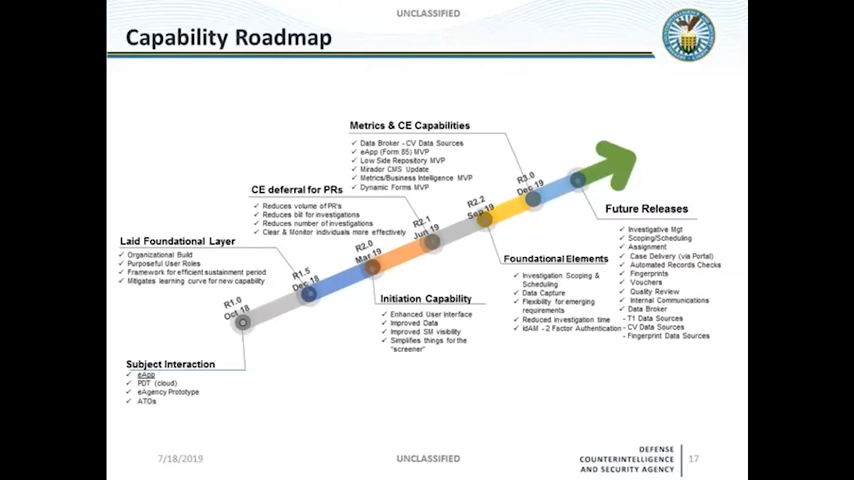 UNCLASSIFIED
Capability Roadmap
Metrics & CE Capabilities
✓ Data Broker - CV Data Sources
✓ eApp (Form 85) MVP
✓ Low Side Repository MVP
✓ Mirador CMS Update
✓ Metrics/Business Intelligence MVP
✓ Dynamic Forms MVP
CE deferral for PRs
✓ Reduces volume of PR's
✓ Reduces bill for investigations
✓ Reduces number of investigations
✓ Clear & Monitor individuals more effectively
Laid Foundational Layer
✓ Organizational Build
✓ Purposeful User Roles
✓ Framework for efficient sustainment period
✓ Mitigates learning curve for new capability
R1.0
Oct 18
R1.5
Dec 18
R2.0
Mar 19
R2.1
Jun 19
R2.2
Sep 19
R3.0
Dec 19
Subject Interaction
✓ eApp
✓ PDT (cloud)
✓ eAgency Prototype
✓ ATOs
Initiation Capability
✓ Enhanced User Interface
✓ Improved Data
✓ Improved SM visibility
✓ Simplifies things for the
"screener"
Foundational Elements
✓ Investigation Scoping &
Scheduling
✓ Data Capture
✓ Flexibility for emerging
requirements
✓ Reduced investigation time
✓ IdAM - 2 Factor Authentication
Future Releases
✓ Investigative Mgt
✓ Scoping/Scheduling
✓ Assignment
✓ Case Delivery (via Portal)
✓ Automated Records Checks
✓ Fingerprints
✓ Vouchers
✓ Quality Review
✓ Internal Communications
✓ Data Broker
- T1 Data Sources
- CV Data Sources
- Fingerprint Data Sources
7/18/2019
UNCLASSIFIED
DEFENSE
COUNTERINTELLIGENCE
AND SECURITY AGENCY
17